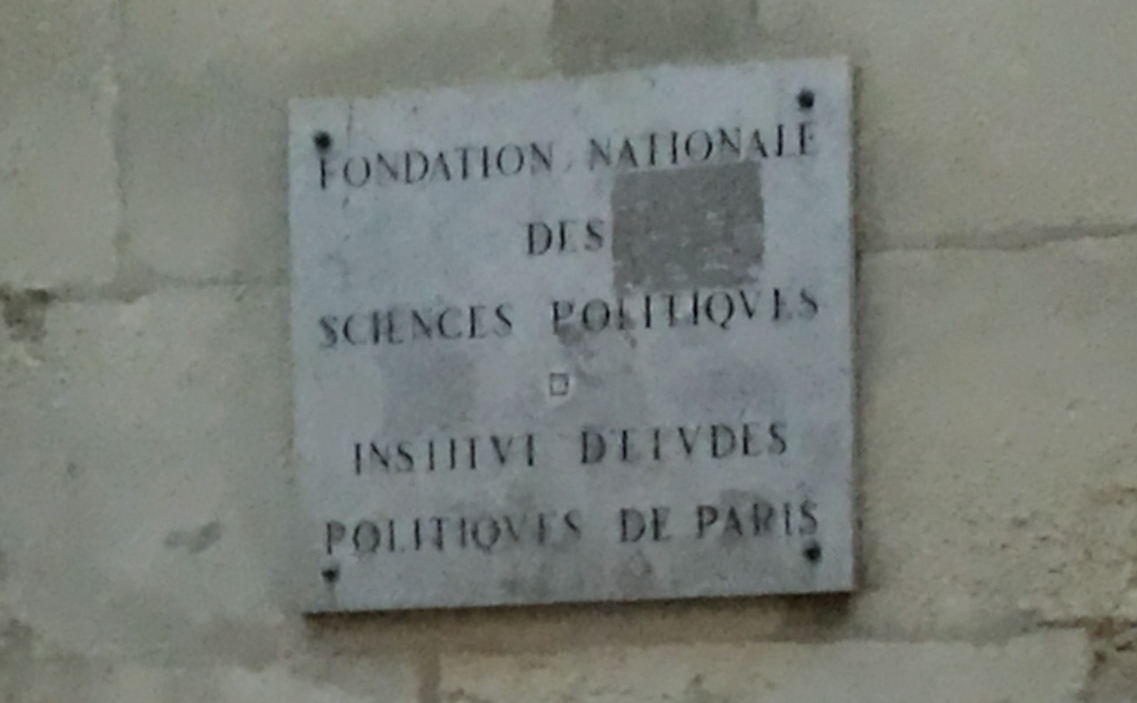 FONDATION NATIONALE
DES
SCIENCES POLITIQVES
INSTITVT D'ETVDES
POLITIQVES DE PARIS